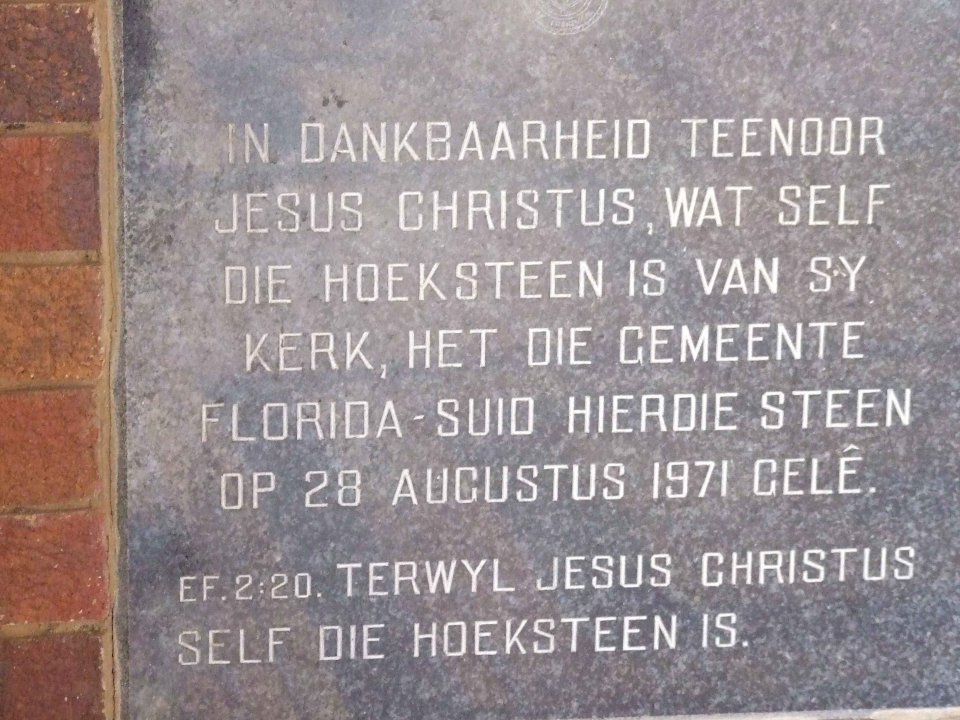 IN DANKBAARHEID TEENOOR
JESUS CHRISTUS, WAT SELF
DIE HOEKSTEEN IS VAN SY
KERK, HET DIE GEMEENTE
FLORIDA-SUID HIERDIE STEEN
OP 28 AUGUSTUS 1971 GELÊ.
EF. 2:20. TERWYL JESUS CHRISTUS
SELF DIE HOEKSTEEN IS.